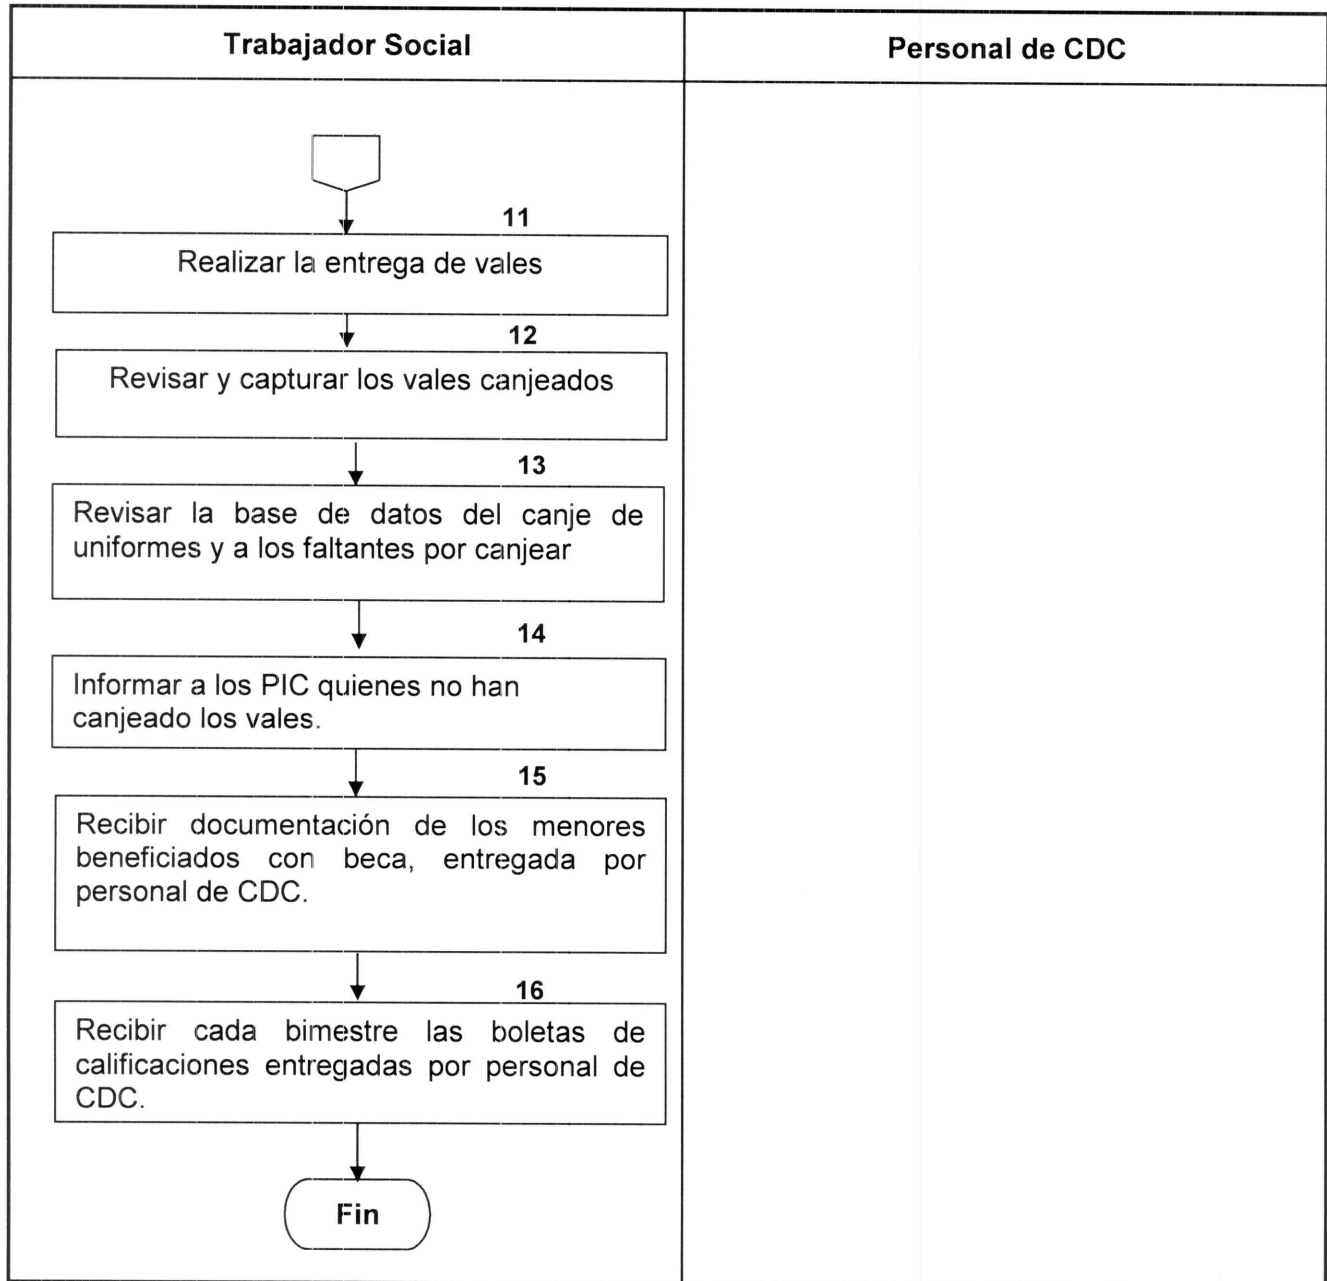 Trabajador Social
Personal de CDC
11
Realizar la entrega de vales
12
Revisar y capturar los vales canjeados
13
Revisar la base de datos del canje de
uniformes y a los faltantes por canjear
14
Informar a los PIC quienes no han
canjeado los vales.
15
Recibir documentación de los menores
beneficiados con beca, entregada por
personal de CDC.
16
Recibir cada bimestre las boletas de
calificaciones entregadas por personal de
CDC.
Fin